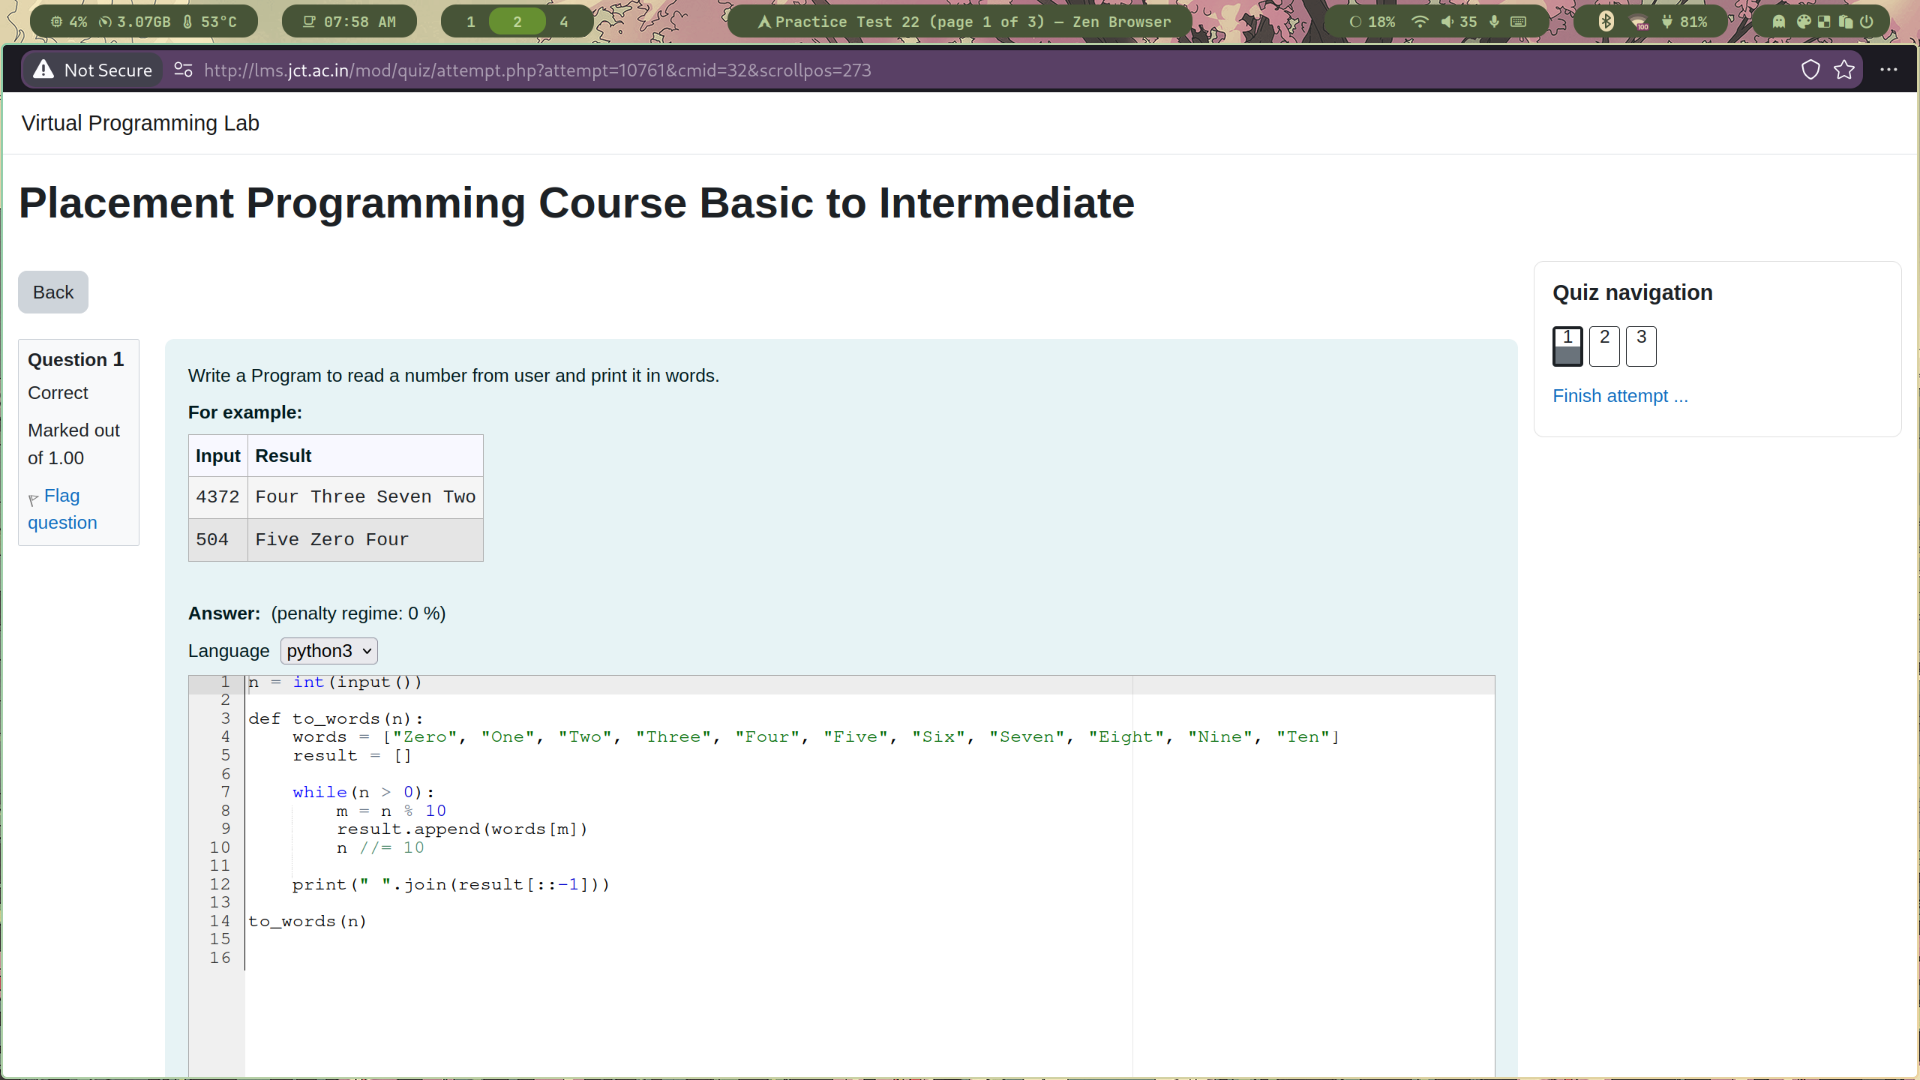 4% 3.07GB 53°C 07:58 AM 1 2 4 Practice Test 22 (page 1 of 3) — Zen Browser 18% 35 100 81%
Not Secure http://lms.jct.ac.in/mod/quiz/attempt.php?attempt=10761&cmid=32&scrollpos=273
Virtual Programming Lab
Placement Programming Course Basic to Intermediate
Back
Question 1
Correct
Marked out
of 1.00
Flag
question
Write a Program to read a number from user and print it in words.
For example:
Input Result
4372 Four Three Seven Two
504 Five Zero Four
Answer: (penalty regime: 0 %)
Language python3
1 n = int(input())
2
3 def to_words(n):
4     words = ["Zero", "One", "Two", "Three", "Four", "Five", "Six", "Seven", "Eight", "Nine", "Ten"]
5     result = []
6
7     while(n > 0):
8         m = n % 10
9         result.append(words[m])
10         n //= 10
11
12     print(" ".join(result[::-1]))
13
14 to_words(n)
15
16
Quiz navigation
1 2 3
Finish attempt ...